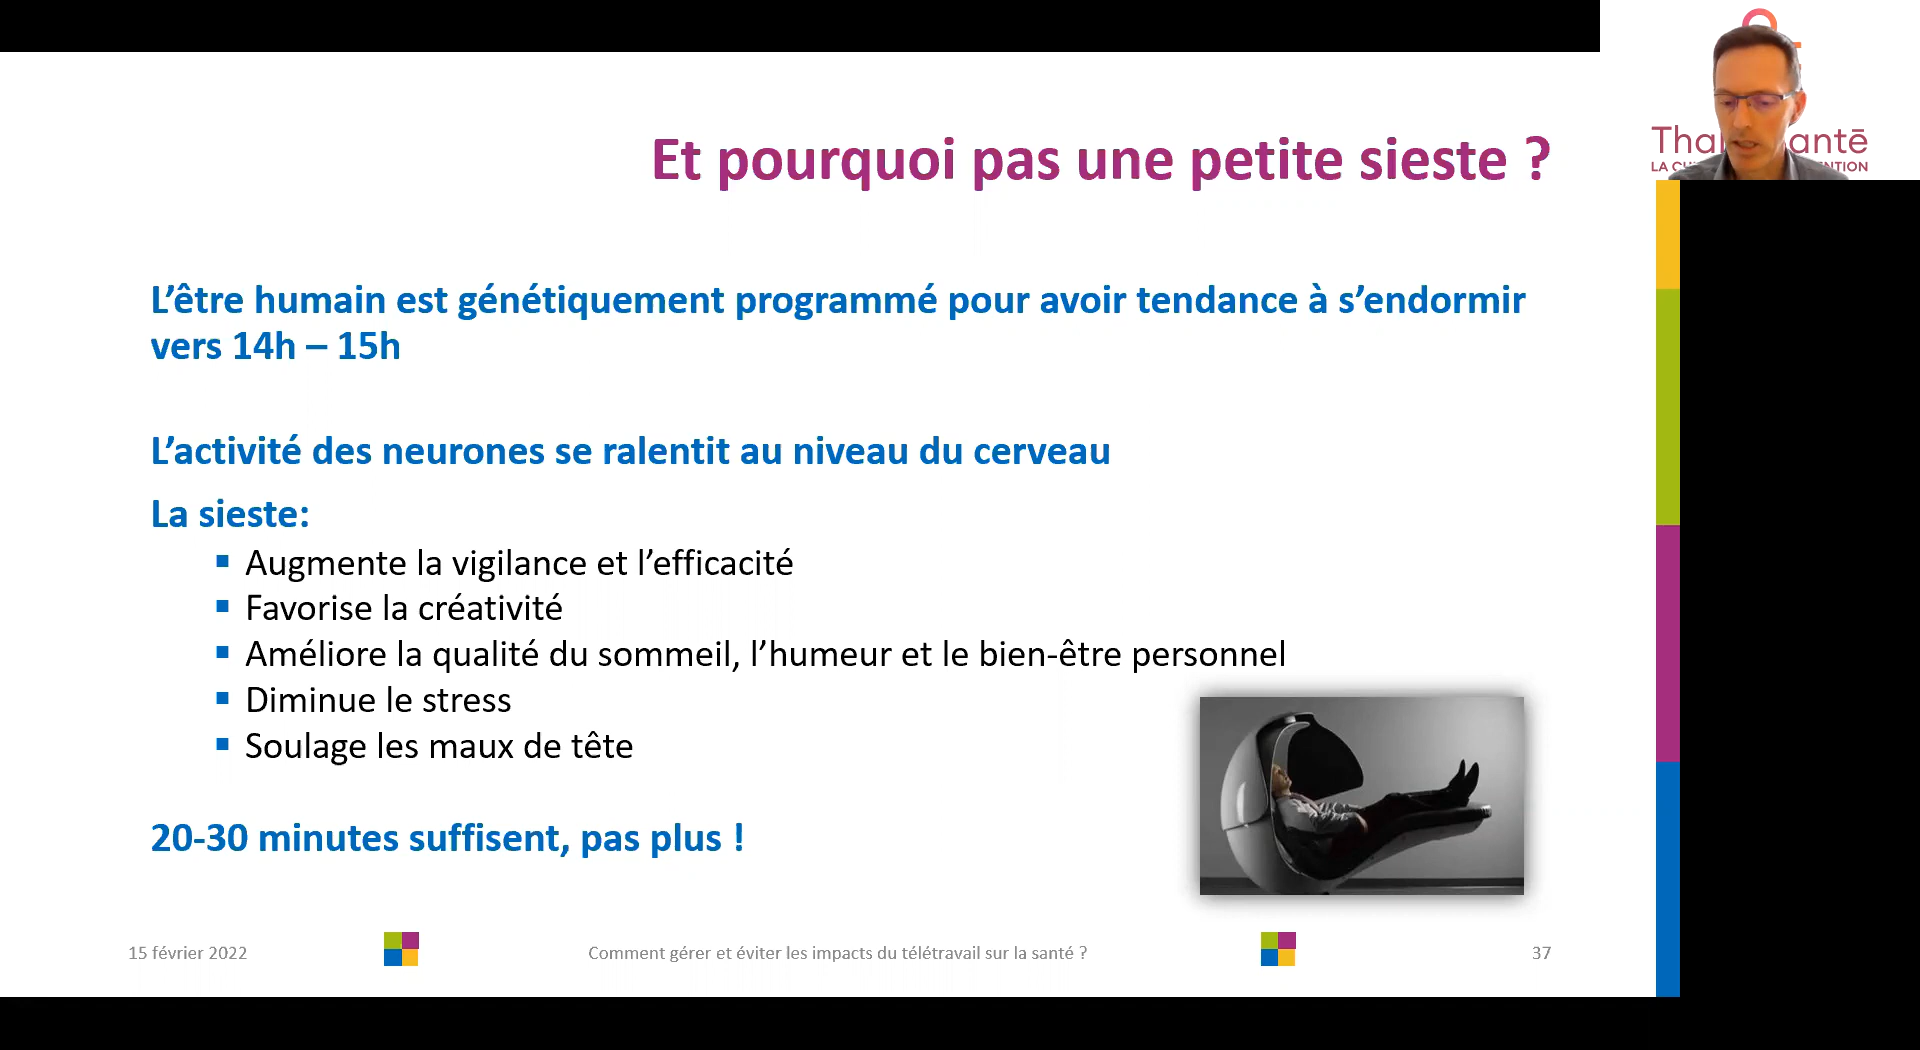 Et pourquoi pas une petite sieste ?
L’être humain est génétiquement programmé pour avoir tendance à s’endormir
vers 14h – 15h
L’activité des neurones se ralentit au niveau du cerveau
La sieste:
Augmente la vigilance et l’efficacité
Favorise la créativité
Améliore la qualité du sommeil, l’humeur et le bien-être personnel
Diminue le stress
Soulage les maux de tête
20-30 minutes suffisent, pas plus !
15 février 2022
Comment gérer et éviter les impacts du télétravail sur la santé ?
37